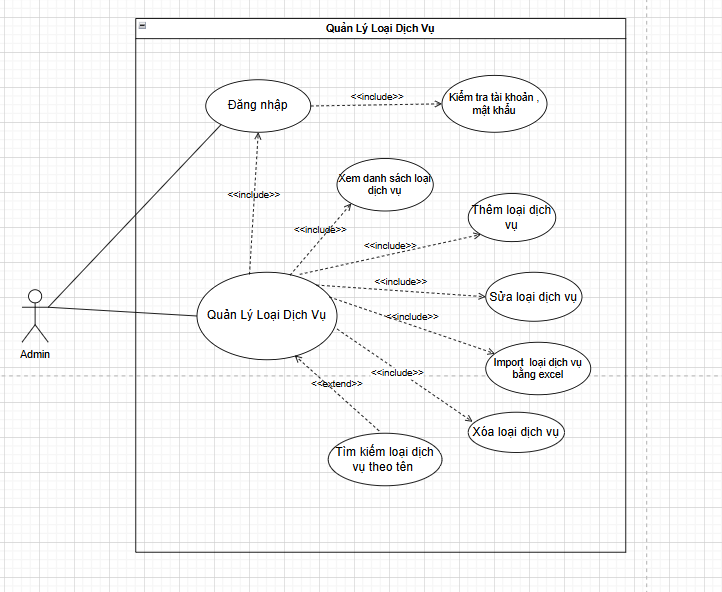 Quản Lý Loại Dịch Vụ
Đăng nhập
<<include>>
Kiểm tra tài khoản ,
mật khẩu
<<include>>
Xem danh sách loại
dịch vụ
<<include>>
Thêm loại dịch
vụ
<<include>>
<<include>>
Sửa loại dịch vụ
Quản Lý Loại Dịch Vụ
<<include>>
Admin
Import loại dịch vụ
bằng excel
<<include>>
<<extend>>
Xóa loại dịch vụ
Tìm kiếm loại dịch
vụ theo tên